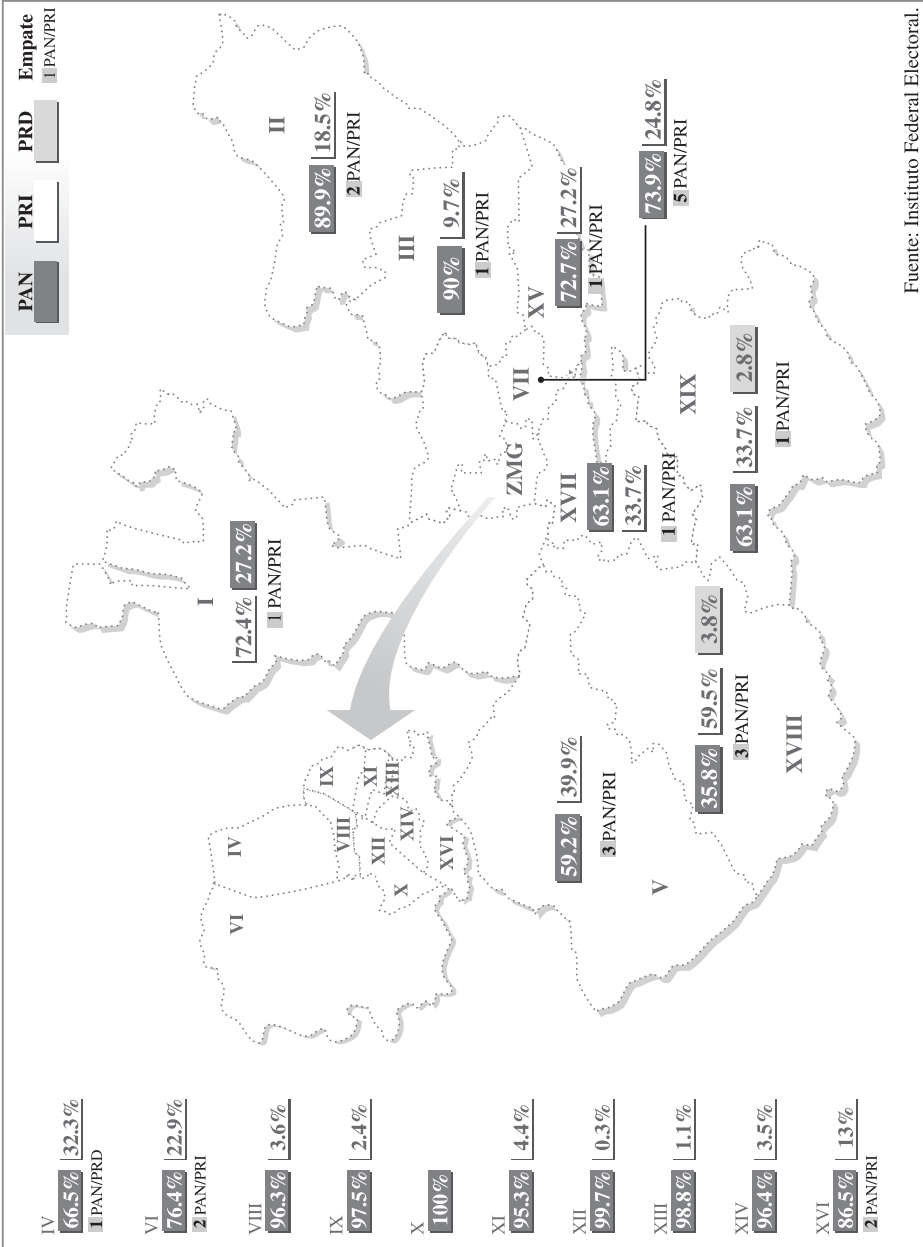 PAN PRI PRD Empate
1 PAN/PRI
IV
66.5% 32.3%
1 PAN/PRD
VI
76.4% 22.9%
2 PAN/PRI
VIII
96.3% 3.6%
IX
97.5% 2.4%
X
100%
XI
95.3% 4.4%
XII
99.7% 0.3%
XIII
98.8% 1.1%
XIV
96.4% 3.5%
XVI
86.5% 13%
2 PAN/PRI
VI
IV
VIII
IX
X
XII
XI
XIII
XIV
XVI
I
72.4% 27.2%
1 PAN/PRI
II
89.9% 18.5%
2 PAN/PRI
III
90% 9.7%
1 PAN/PRI
XV
72.7% 27.2%
1 PAN/PRI
ZMG
VII
73.9% 24.8%
5 PAN/PRI
XVII
63.1%
33.7%
1 PAN/PRI
XIX
63.1% 33.7% 2.8%
1 PAN/PRI
59.2% 39.9%
3 PAN/PRI
V
35.8% 59.5% 3.8%
3 PAN/PRI
XVIII
Fuente: Instituto Federal Electoral.